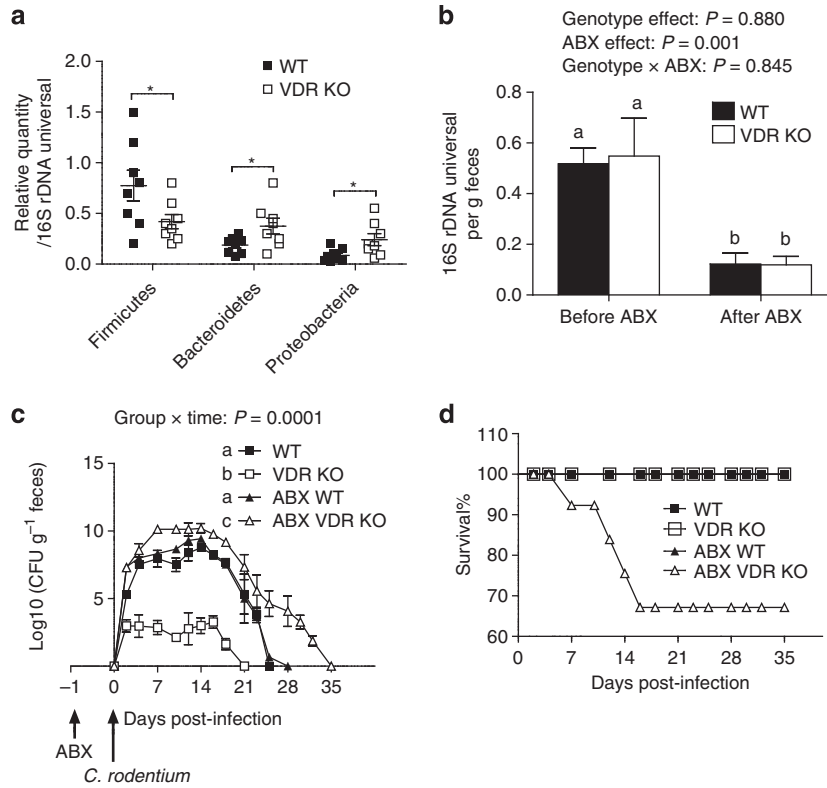 a
Relative quantity
/16S rDNA universal
2.0
1.5
1.0
0.5
0.0
WT
VDR KO
*
*
*
Firmicutes
Bacteroidetes
Proteobacteria
b
Genotype effect: P = 0.880
ABX effect: P = 0.001
Genotype × ABX: P = 0.845
16S rDNA universal
per g feces
0.8
0.6
0.4
0.2
0.0
WT
VDR KO
a
a
b
b
Before ABX
After ABX
c
Group × time: P = 0.0001
a WT
b VDR KO
a ABX WT
c ABX VDR KO
Log10 (CFU g⁻¹ feces)
15
10
5
−1 0 7 14 21 28 35
Days post-infection
ABX
C. rodentium
d
Survival%
110
100
90
80
70
60
WT
VDR KO
ABX WT
ABX VDR KO
0 7 14 21 28 35
Days post-infection